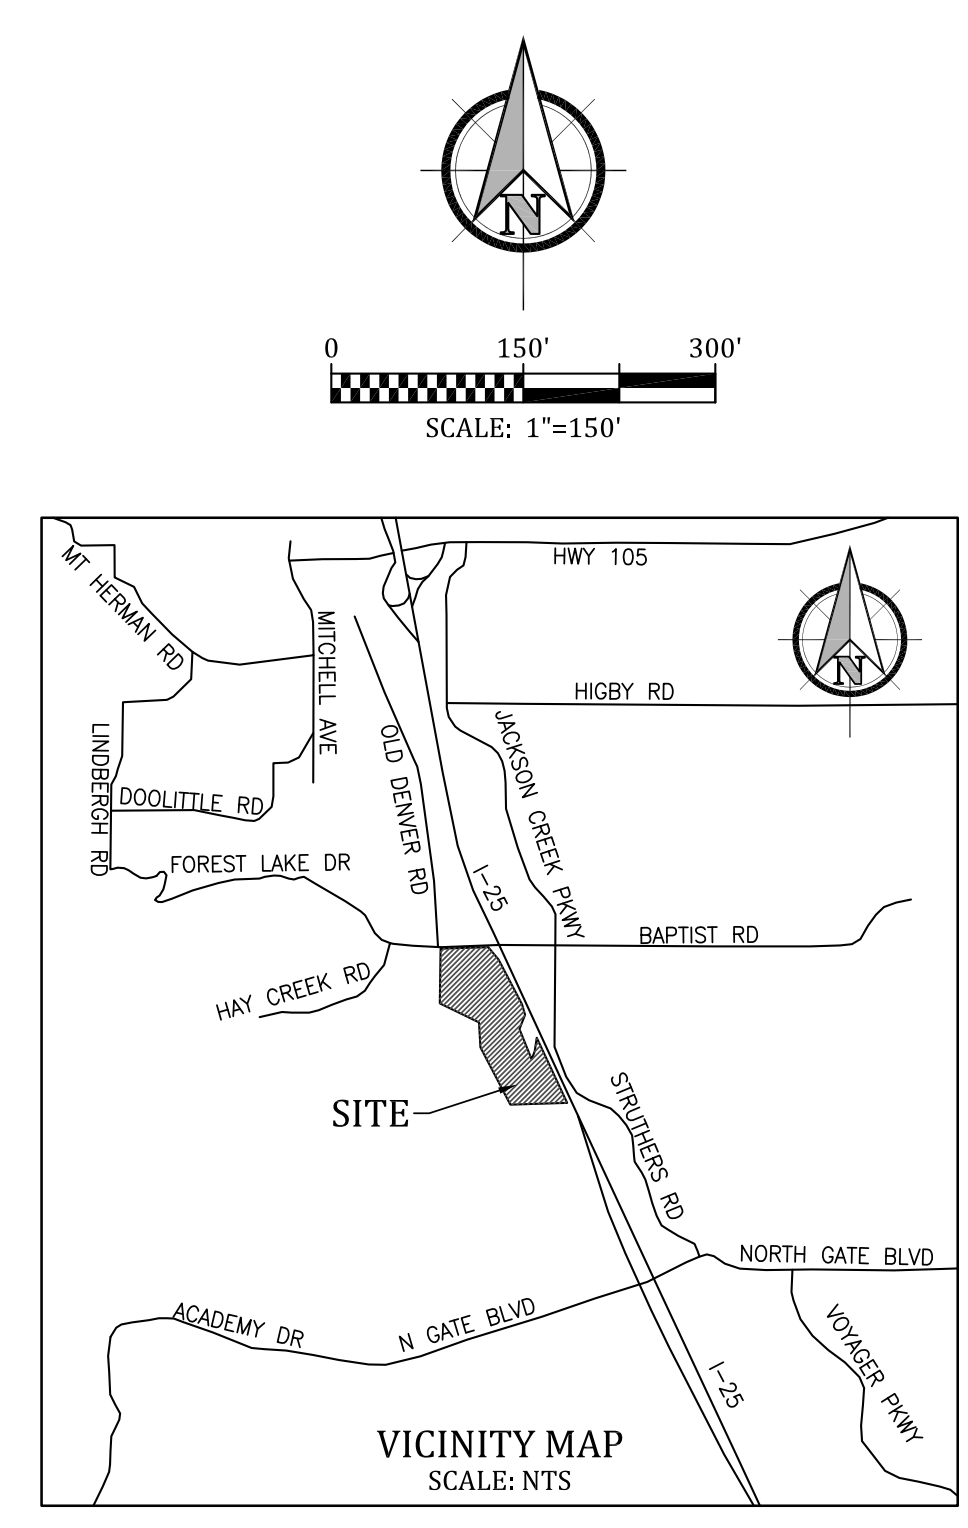 N
0 150' 300'
SCALE: 1"=150'
HWY 105
MT HERMAN RD
MITCHELL AVE
N
HIGBY RD
LINDBERGH RD
OLD DENVER RD
JACKSON CREEK PKWY
DOOLITTLE RD
FOREST LAKE DR
I-25
BAPTIST RD
HAY CREEK RD
SITE
STRUTHERS RD
NORTH GATE BLVD
ACADEMY DR
N GATE BLVD
VOYAGER PKWY
I-25
VICINITY MAP
SCALE: NTS